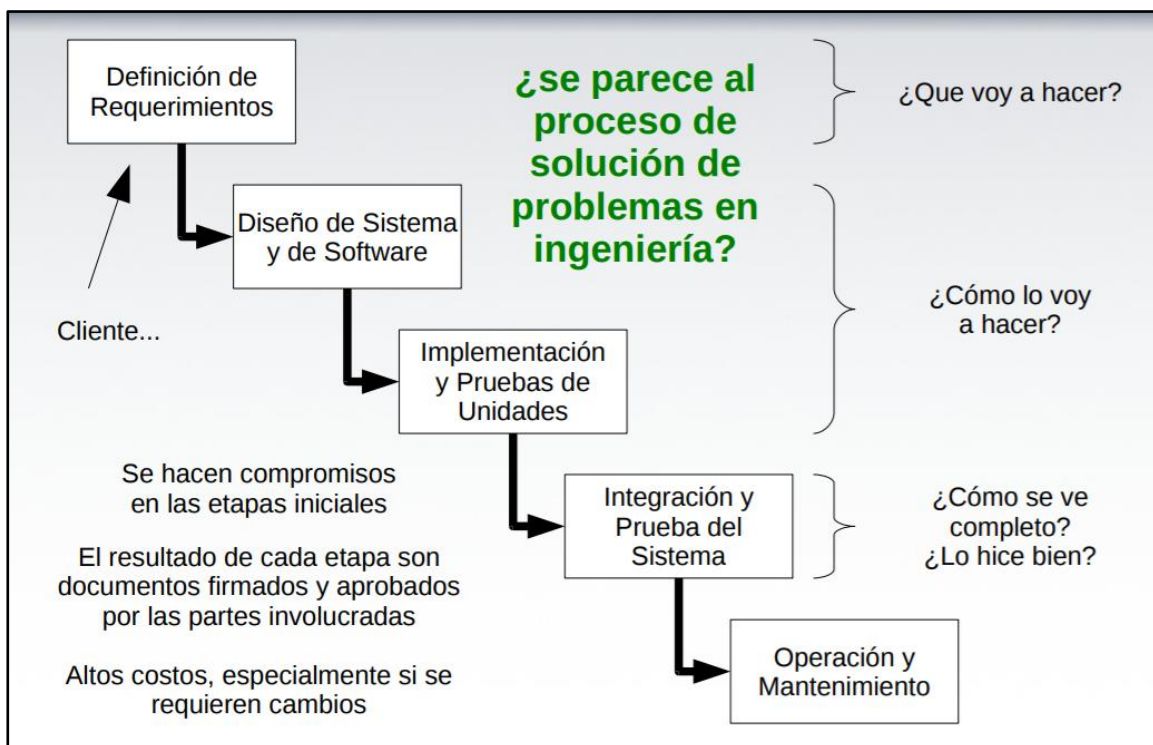 Definición de
Requerimientos
¿se parece al
proceso de
solución de
problemas en
ingeniería?
¿Que voy a hacer?
Diseño de Sistema
y de Software
Cliente...
¿Cómo lo voy
a hacer?
Implementación
y Pruebas de
Unidades
Se hacen compromisos
en las etapas iniciales
El resultado de cada etapa son
documentos firmados y aprobados
por las partes involucradas
Altos costos, especialmente si se
requieren cambios
Integración y
Prueba del
Sistema
¿Cómo se ve
completo?
¿Lo hice bien?
Operación y
Mantenimiento